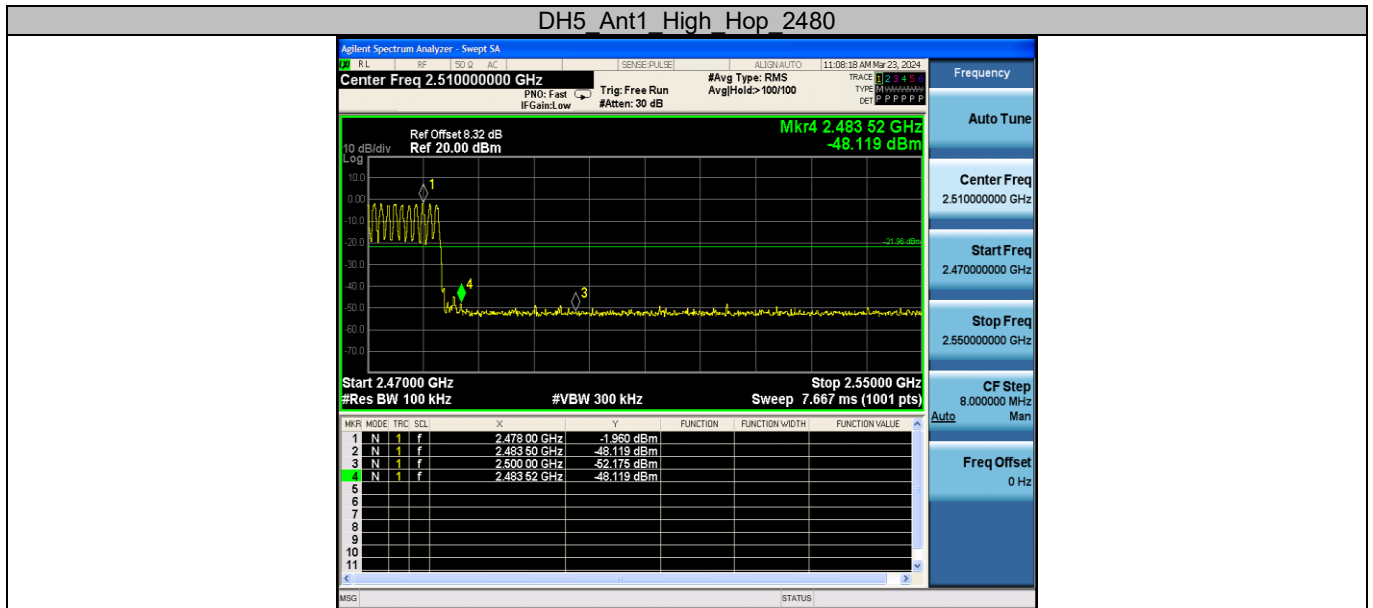 DH5_Ant1_High_Hop_2480
Agilent Spectrum Analyzer - Swept SA
RL RF 50 Ω AC SENSE:PULSE ALIGN AUTO 11:08:18 AM Mar 23, 2024
Center Freq 2.510000000 GHz
PNO: Fast
IFGain:Low
Trig: Free Run
#Atten: 30 dB
#Avg Type: RMS
Avg|Hold:>100/100
TRACE 1 2 3 4 5 6
TYPE M
DET P P P P P P
Frequency
Auto Tune
Center Freq
2.510000000 GHz
Start Freq
2.470000000 GHz
Stop Freq
2.550000000 GHz
CF Step
8.000000 MHz
Auto Man
Freq Offset
0 Hz
Mkr4 2.483 52 GHz
-48.119 dBm
Ref Offset 8.32 dB
10 dB/div Ref 20.00 dBm
Log
10.0
0.00
-10.0
-20.0
-30.0
-40.0
-50.0
-60.0
-70.0
1
4
3
-21.96 dBm
Start 2.47000 GHz Stop 2.55000 GHz
#Res BW 100 kHz #VBW 300 kHz Sweep 7.667 ms (1001 pts)
MKR MODE TRC SCL X Y FUNCTION FUNCTION WIDTH FUNCTION VALUE
1 N 1 f 2.478 00 GHz -1.960 dBm
2 N 1 f 2.483 50 GHz -48.119 dBm
3 N 1 f 2.500 00 GHz -52.175 dBm
4 N 1 f 2.483 52 GHz -48.119 dBm
5
6
7
8
9
10
11
MSG STATUS